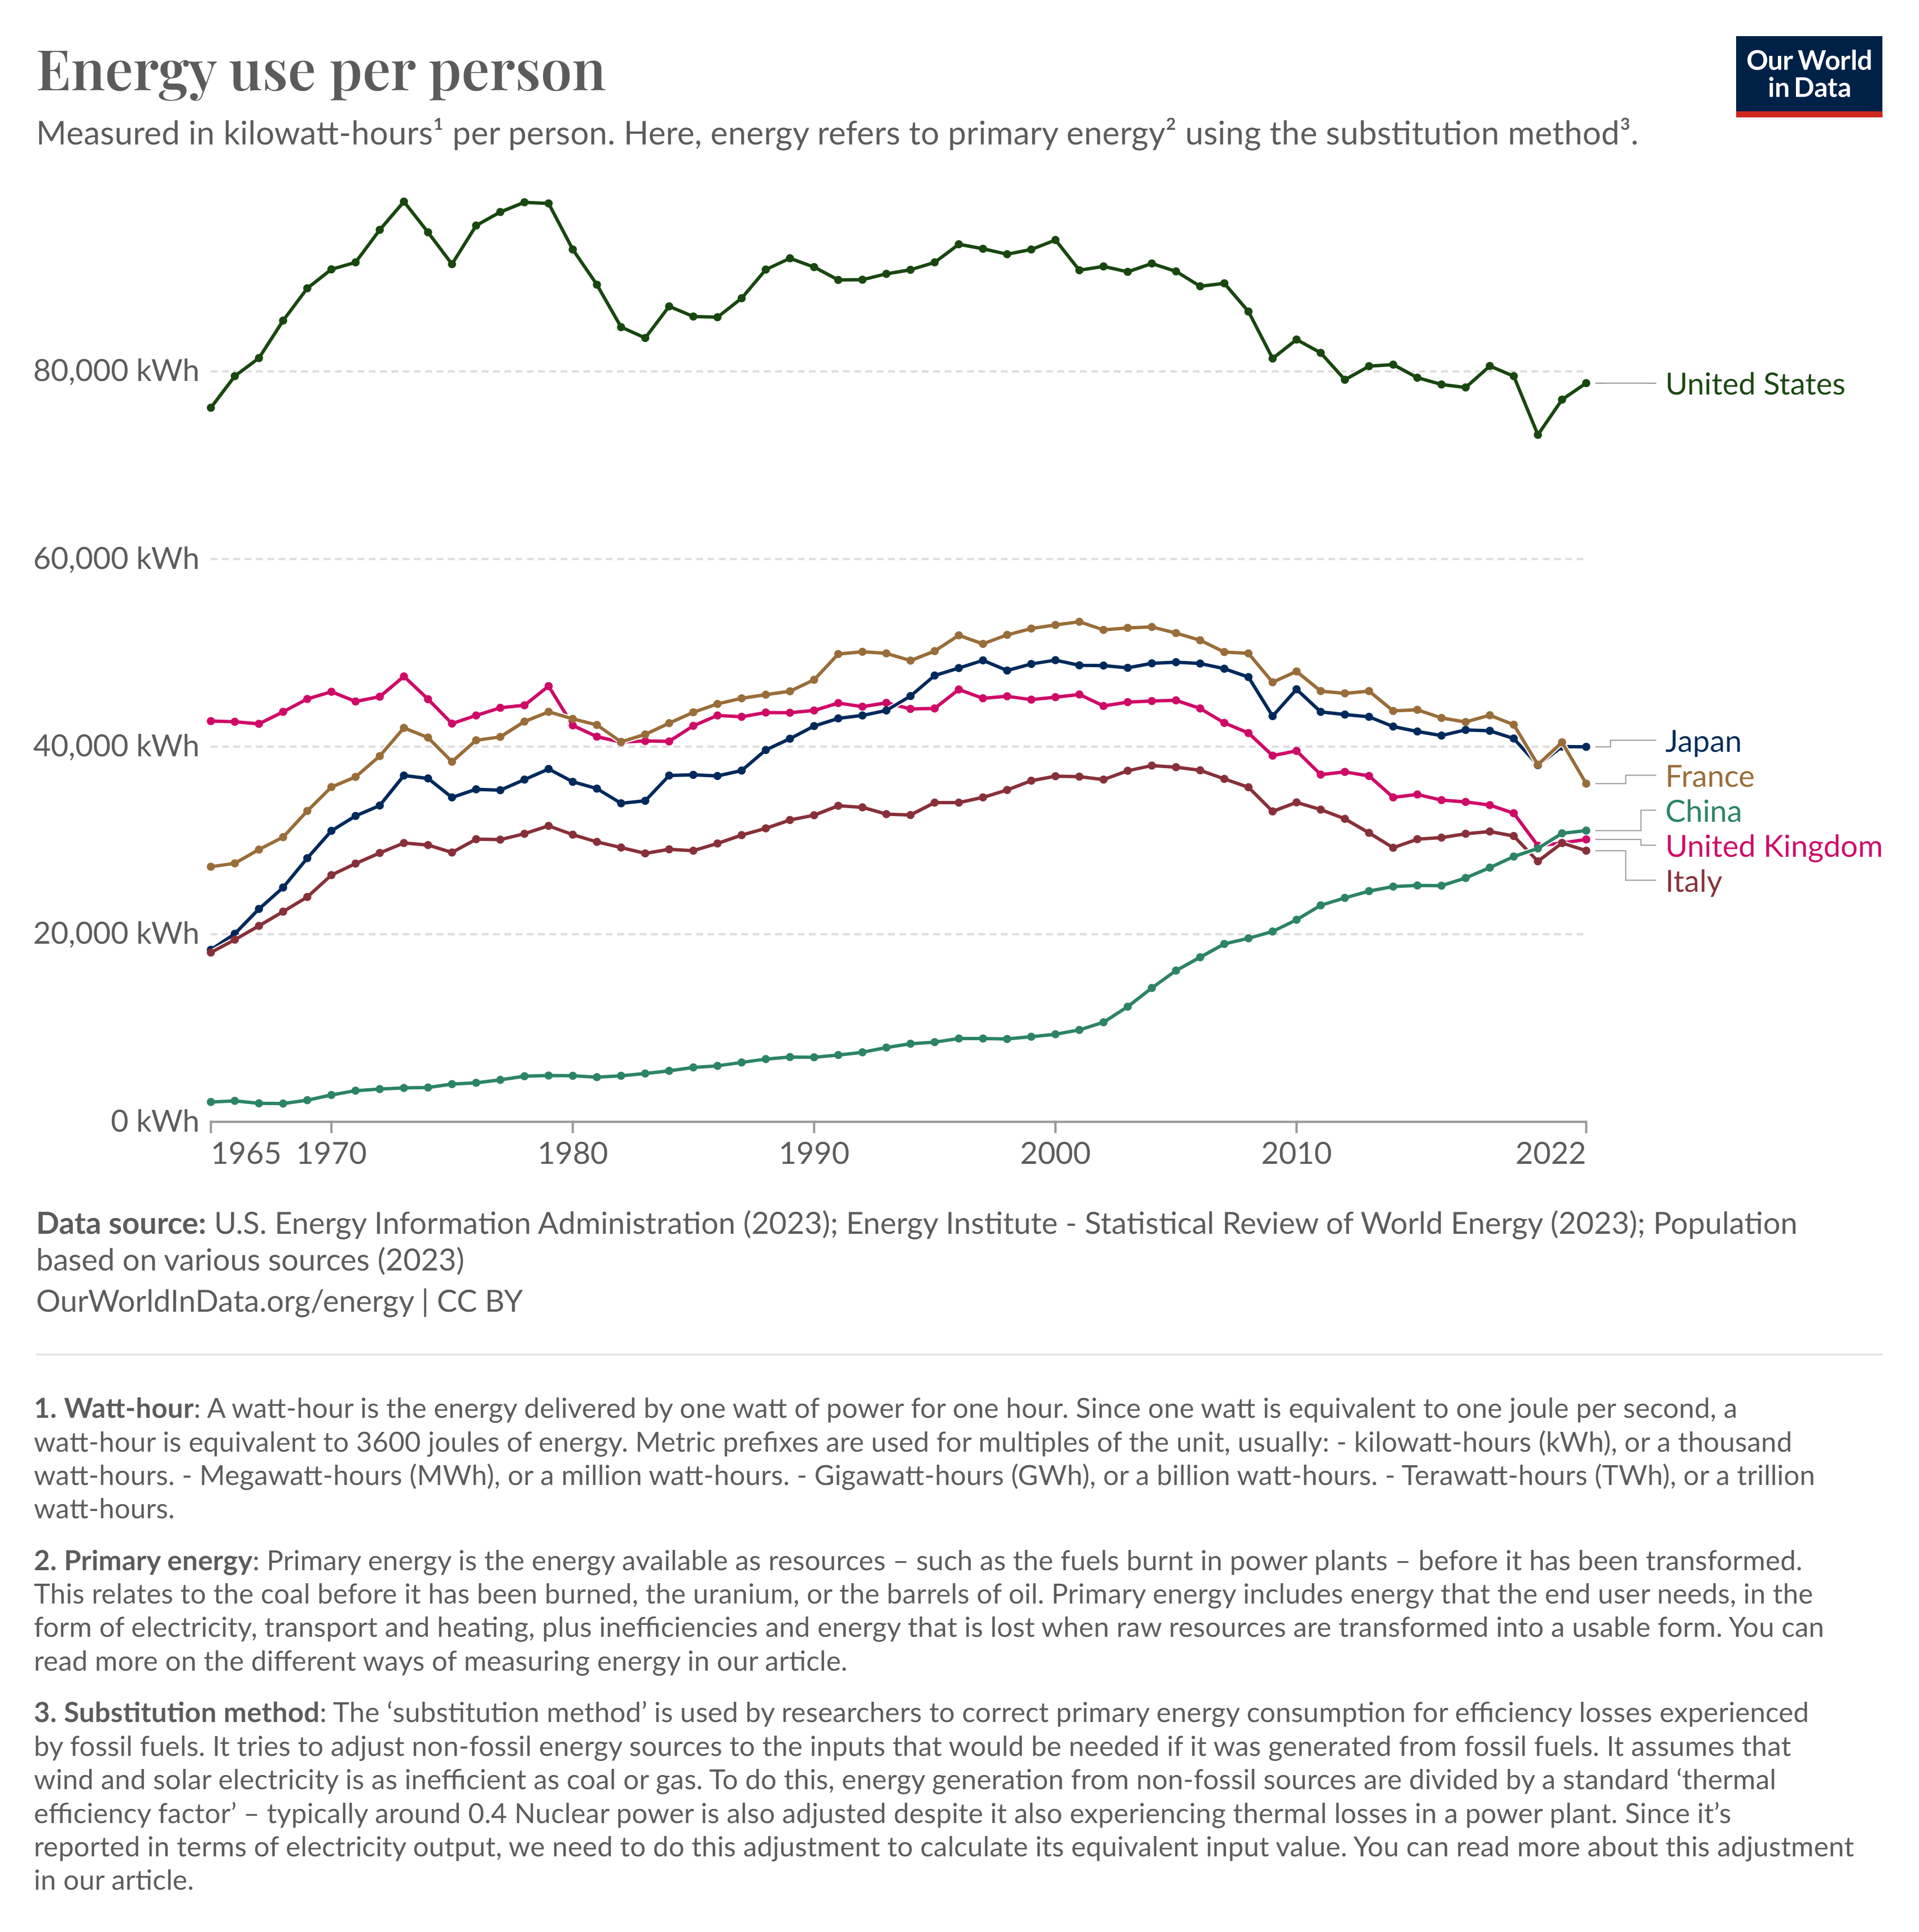 Energy use per person
Our World
in Data
Measured in kilowatt-hours¹ per person. Here, energy refers to primary energy² using the substitution method³.
80,000 kWh
United States
60,000 kWh
40,000 kWh
Japan
France
China
United Kingdom
Italy
20,000 kWh
0 kWh
1965 1970 1980 1990 2000 2010 2022
Data source: U.S. Energy Information Administration (2023); Energy Institute - Statistical Review of World Energy (2023); Population
based on various sources (2023)
OurWorldInData.org/energy | CC BY
1. Watt-hour: A watt-hour is the energy delivered by one watt of power for one hour. Since one watt is equivalent to one joule per second, a
watt-hour is equivalent to 3600 joules of energy. Metric prefixes are used for multiples of the unit, usually: - kilowatt-hours (kWh), or a thousand
watt-hours. - Megawatt-hours (MWh), or a million watt-hours. - Gigawatt-hours (GWh), or a billion watt-hours. - Terawatt-hours (TWh), or a trillion
watt-hours.
2. Primary energy: Primary energy is the energy available as resources – such as the fuels burnt in power plants – before it has been transformed.
This relates to the coal before it has been burned, the uranium, or the barrels of oil. Primary energy includes energy that the end user needs, in the
form of electricity, transport and heating, plus inefficiencies and energy that is lost when raw resources are transformed into a usable form. You can
read more on the different ways of measuring energy in our article.
3. Substitution method: The ‘substitution method’ is used by researchers to correct primary energy consumption for efficiency losses experienced
by fossil fuels. It tries to adjust non-fossil energy sources to the inputs that would be needed if it was generated from fossil fuels. It assumes that
wind and solar electricity is as inefficient as coal or gas. To do this, energy generation from non-fossil sources are divided by a standard ‘thermal
efficiency factor’ – typically around 0.4 Nuclear power is also adjusted despite it also experiencing thermal losses in a power plant. Since it’s
reported in terms of electricity output, we need to do this adjustment to calculate its equivalent input value. You can read more about this adjustment
in our article.